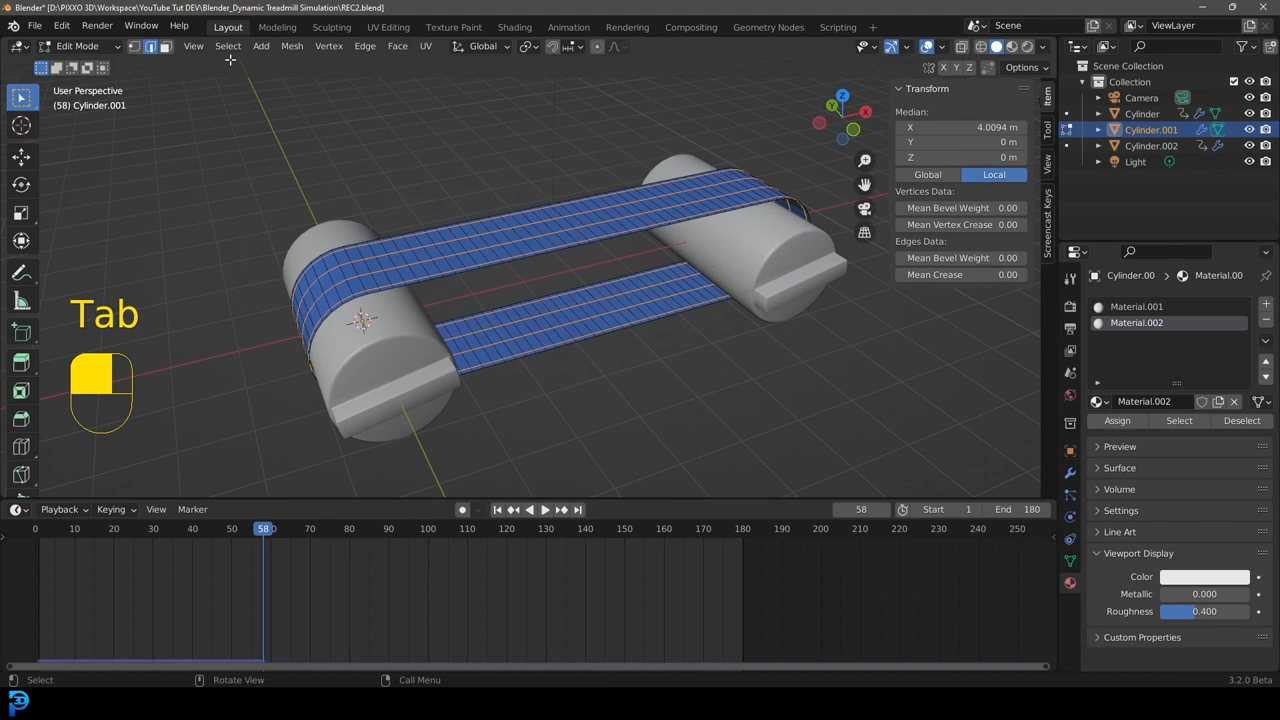 Blender* [D:\PIXXO 3D\Workspace\YouTube Tut DEV\Blender_Dynamic Treadmill Simulation\REC2.blend]
File Edit Render Window Help Layout Modeling Sculpting UV Editing Texture Paint Shading Animation Rendering Compositing Geometry Nodes Scripting Scene ViewLayer
Edit Mode View Select Add Mesh Vertex Edge Face UV Global
X Y Z Options
User Perspective
(58) Cylinder.001
Tab
Transform
Median:
X 4.0094 m
Y 0 m
Z 0 m
Global Local
Vertices Data:
Mean Bevel Weight 0.00
Mean Vertex Crease 0.00
Edges Data:
Mean Bevel Weight 0.00
Mean Crease 0.00
Z
Y
X
Item
Tool
View
Screencast Keys
Scene Collection
Collection
Camera
Cylinder
Cylinder.001
Cylinder.002
Light
Cylinder.00 Material.00
Material.001
Material.002
Material.002
Assign Select Deselect
Preview
Surface
Volume
Settings
Line Art
Viewport Display
Color
Metallic 0.000
Roughness 0.400
Custom Properties
Playback Keying View Marker 58 Start 1 End 180
0 10 20 30 40 50 58 70 80 90 100 110 120 130 140 150 160 170 180 190 200 210 220 230 240 250
Select Rotate View Call Menu 3.2.0 Beta